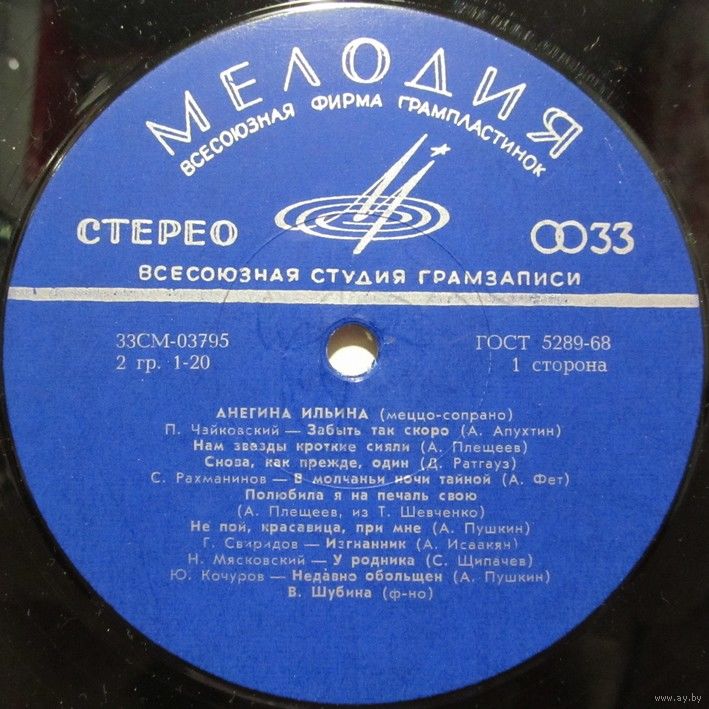 МЕЛОДИЯ
ВСЕСОЮЗНАЯ ФИРМА ГРАМПЛАСТИНОК
СТЕРЕО
33
ВСЕСОЮЗНАЯ СТУДИЯ ГРАМЗАПИСИ
33СМ-03795
ГОСТ 5289-68
2 гр. 1-20
1 сторона
АНЕГИНА ИЛЬИНА (меццо-сопрано)
П. Чайковский — Забыть так скоро (А. Апухтин)
Нам звезды кроткие сияли (А. Плещеев)
Снова, как прежде, один (Д. Ратгауз)
С. Рахманинов — В молчаньи ночи тайной (А. Фет)
Полюбила я на печаль свою
(А. Плещеев, из Т. Шевченко)
Не пой, красавица, при мне (А. Пушкин)
Г. Свиридов — Изгнанник (А. Исаакян)
Н. Мясковский — У родника (С. Щипачев)
Ю. Кочуров — Недавно обольщен (А. Пушкин)
В. Шубина (ф-но)
www.ay.by